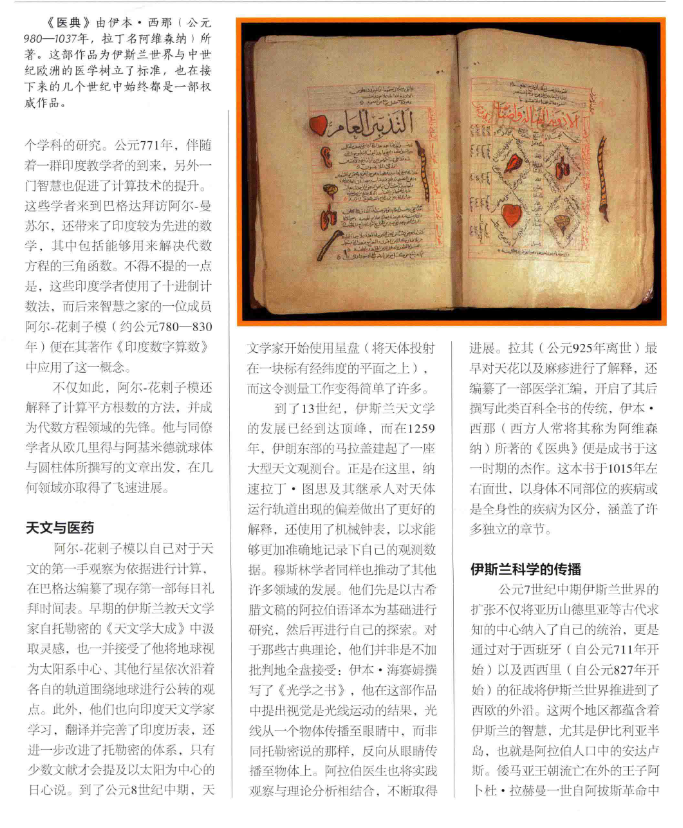 《医典》由伊本·西那（公元
980—1037年，拉丁名阿维森纳）所
著。这部作品为伊斯兰世界与中世
纪欧洲的医学树立了标准，也在接
下来的几个世纪中始终都是一部权
威作品。
个学科的研究。公元771年，伴随
着一群印度教学者的到来，另外一
门智慧也促进了计算技术的提升。
这些学者来到巴格达拜访阿尔-曼
苏尔，还带来了印度较为先进的数
学，其中包括能够用来解决代数
方程的三角函数。不得不提的一点
是，这些印度学者使用了十进制计
数法，而后来智慧之家的一位成员
阿尔-花剌子模（约公元780—830
年）便在其著作《印度数字算数》
中应用了这一概念。
不仅如此，阿尔-花剌子模还
解释了计算平方根数的方法，并成
为代数方程领域的先锋。他与同僚
学者从欧几里得与阿基米德就球体
与圆柱体所撰写的文章出发，在几
何领域亦取得了飞速进展。
天文与医药
阿尔-花剌子模以自己对于天
文的第一手观察为依据进行计算，
在巴格达编纂了现存第一部每日礼
拜时间表。早期的伊斯兰教天文学
家自托勒密的《天文学大成》中汲
取灵感，也一并接受了他将地球视
为太阳系中心、其他行星依次沿着
各自的轨道围绕地球进行公转的观
点。此外，他们也向印度天文学家
学习，翻译并完善了印度历表，还
进一步改进了托勒密的体系，只有
少数文献才会提及以太阳为中心的
日心说。到了公元8世纪中期，天
التدبير العام
文学家开始使用星盘（将天体投射
在一块标有经纬度的平面之上），
而这令测量工作变得简单了许多。
到了13世纪，伊斯兰天文学
的发展已经到达顶峰，而在1259
年，伊朗东部的马拉盖建起了一座
大型天文观测台。正是在这里，纳
速拉丁·图思及其继承人对天体
运行轨道出现的偏差做出了更好的
解释，还使用了机械钟表，以求能
够更加准确地记录下自己的观测数
据。穆斯林学者同样也推动了其他
许多领域的发展。他们先是以古希
腊文稿的阿拉伯语译本为基础进行
研究，然后再进行自己的探索。对
于那些古典理论，他们并非是不加
批判地全盘接受：伊本·海赛姆撰
写了《光学之书》，他在这部作品
中提出视觉是光线运动的结果，光
线从一个物体传播至眼睛中，而非
同托勒密说的那样，反向从眼睛传
播至物体上。阿拉伯医生也将实践
观察与理论分析相结合，不断取得
进展。拉其（公元925年离世）最
早对天花以及麻疹进行了解释，还
编纂了一部医学汇编，开启了其后
撰写此类百科全书的传统，伊本·
西那（西方人常将其称为阿维森
纳）所著的《医典》便是成书于这
一时期的杰作。这本书于1015年左
右面世，以身体不同部位的疾病或
是全身性的疾病为区分，涵盖了许
多独立的章节。
伊斯兰科学的传播
公元7世纪中期伊斯兰世界的
扩张不仅将亚历山德里亚等古代求
知的中心纳入了自己的统治，更是
通过对于西班牙（自公元711年开
始）以及西西里（自公元827年开
始）的征战将伊斯兰世界推进到了
西欧的外沿。这两个地区都蕴含着
伊斯兰的智慧，尤其是伊比利亚半
岛，也就是阿拉伯人口中的安达卢
斯。倭马亚王朝流亡在外的王子阿
卜杜·拉赫曼一世自阿拔斯革命中